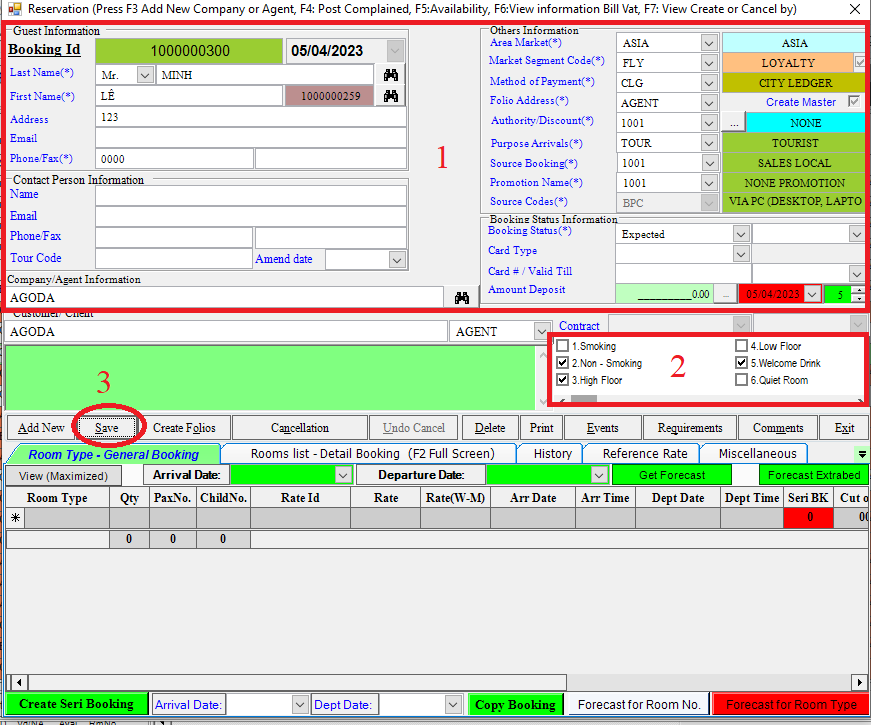 Reservation (Press F3 Add New Company or Agent, F4: Post Complained, F5:Availability, F6:View information Bill Vat, F7: View Create or Cancel by)
Guest Information
Booking Id 1000000300 05/04/2023
Last Name(*) Mr. MINH
First Name(*) LÊ 1000000259
Address 123
Email
Phone/Fax(*) 0000
Contact Person Information
Name
Email
Phone/Fax
Tour Code Amend date
Company/Agent Information
AGODA
1
Others Information
Area Market(*) ASIA ASIA
Market Segment Code(*) FLY LOYALTY
Method of Payment(*) CLG CITY LEDGER
Folio Address(*) AGENT Create Master
Authority/Discount(*) 1001 ... NONE
Purpose Arrivals(*) TOUR TOURIST
Source Booking(*) 1001 SALES LOCAL
Promotion Name(*) 1001 NONE PROMOTION
Source Codes(*) BPC VIA PC (DESKTOP, LAPTO
Booking Status Information
Booking Status(*) Expected
Card Type
Card # / Valid Till
Amount Deposit __________0.00 ... 05/04/2023 5
Customer/ Client
AGODA AGENT
Contract
1.Smoking 4.Low Floor
2.Non - Smoking 5.Welcome Drink
3.High Floor 6.Quiet Room
2
3
Add New Save Create Folios Cancellation Undo Cancel Delete Print Events Requirements Comments Exit
Room Type - General Booking Rooms list - Detail Booking (F2 Full Screen) History Reference Rate Miscellaneous
View (Maximized) Arrival Date: Departure Date: Get Forecast Forecast Extrabed
Room Type Qty PaxNo. ChildNo. Rate Id Rate Rate(W-M) Arr Date Arr Time Dept Date Dept Time Seri BK Cut o
0 00
0 0 0
Create Seri Booking Arrival Date: Dept Date: Copy Booking Forecast for Room No. Forecast for Room Type